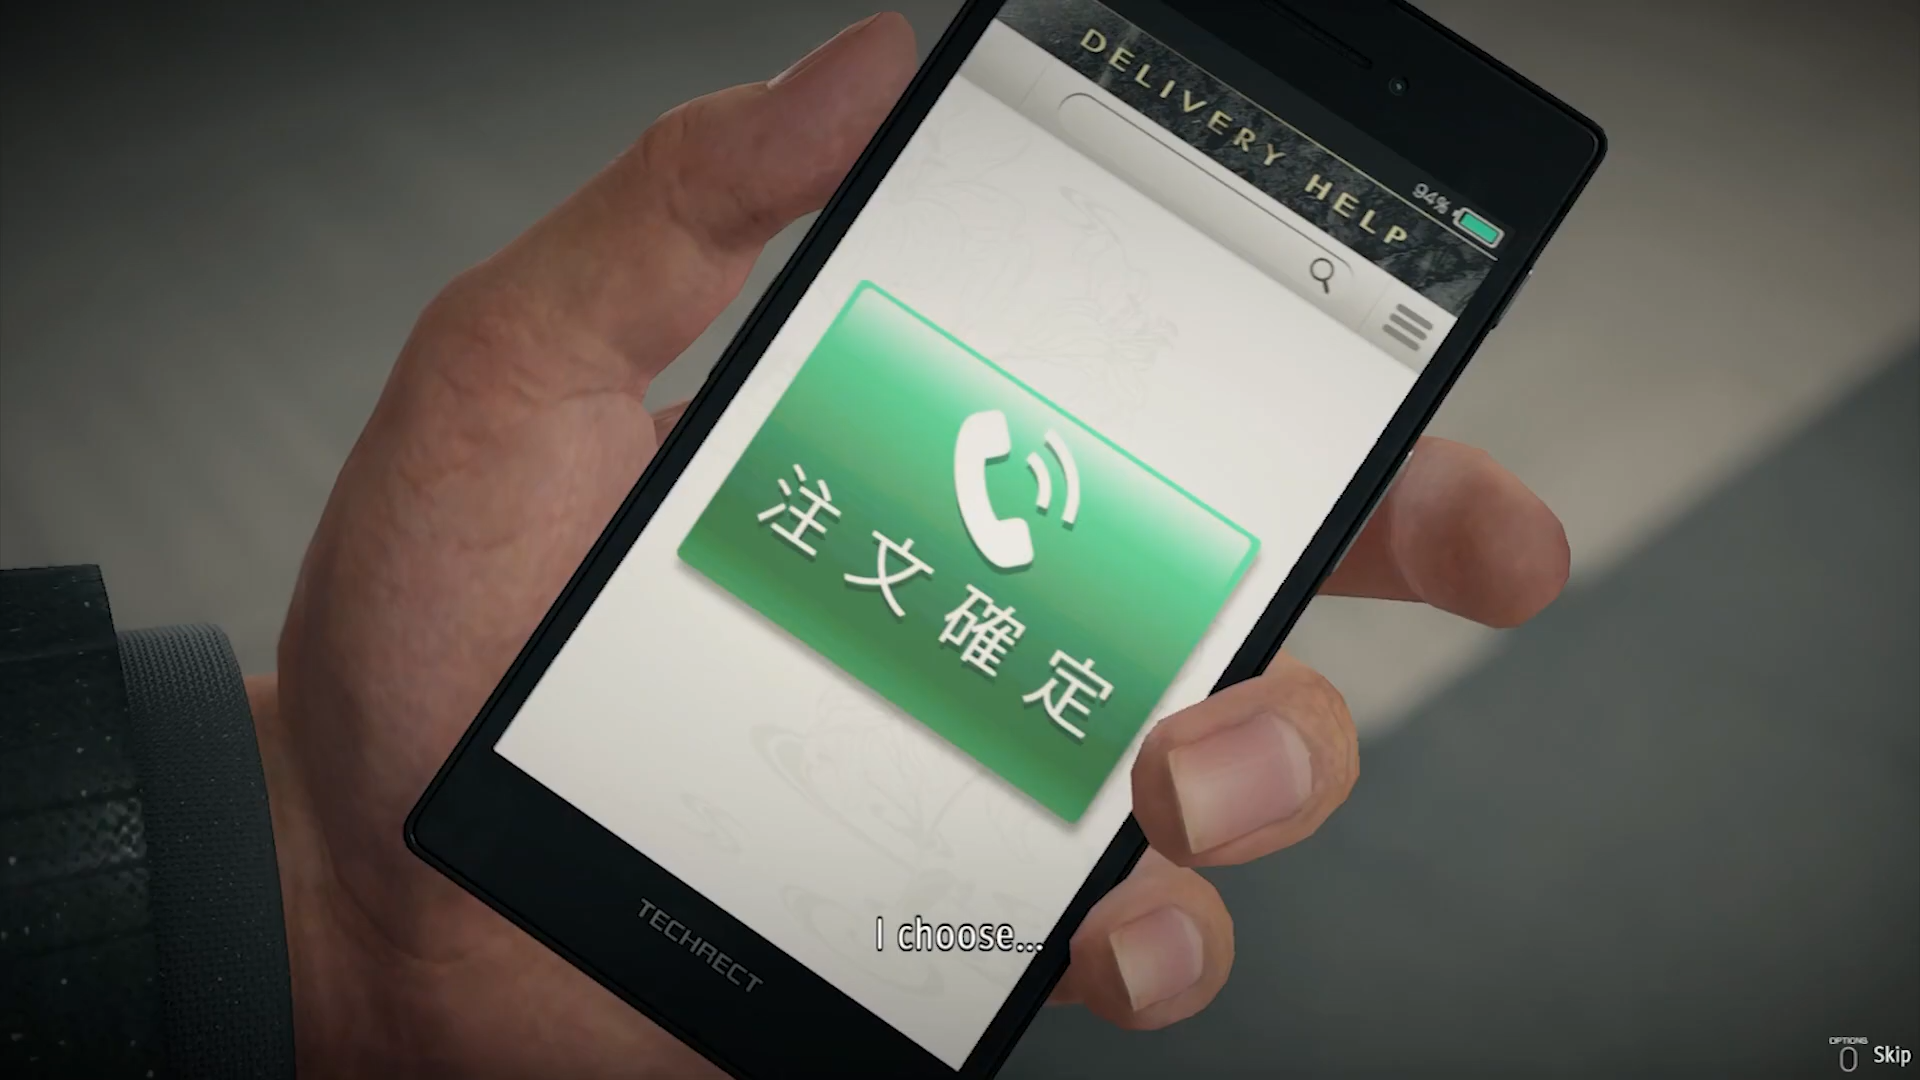 DELIVERY HELP
94%
注文確定
TECHRECT
I choose...
OPTIONS
Skip